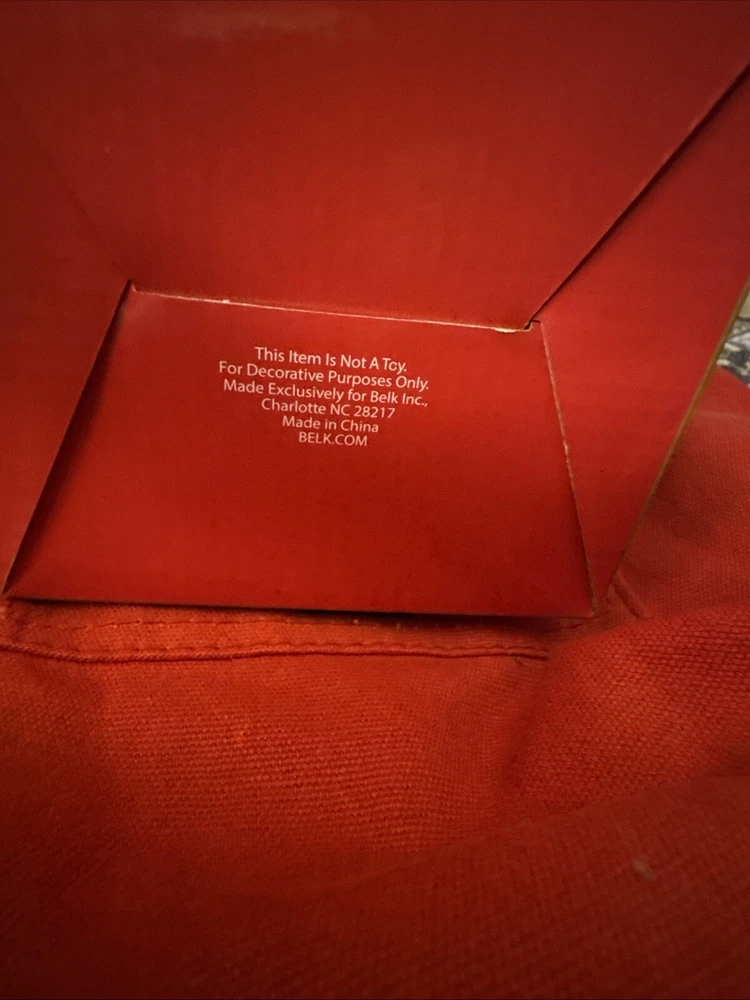 This Item Is Not A Toy.
For Decorative Purposes Only.
Made Exclusively for Belk Inc.,
Charlotte NC 28217
Made in China
BELK.COM